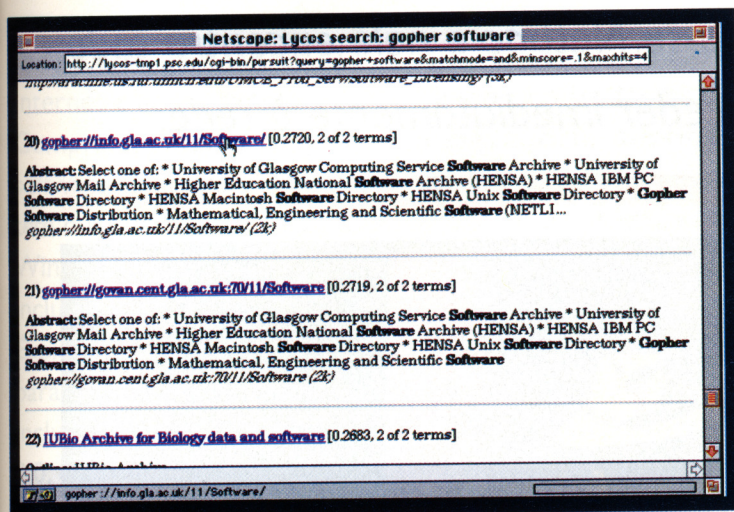 Netscape: Lycos search: gopher software
Location: http://lycos-tmp1.psc.edu/cgi-bin/pursuit?query=gopher+software&matchmode=and&minscore=.1&maxhits=4
20) gopher://info.gla.ac.uk/11/Software/ [0.2720, 2 of 2 terms]
Abstract: Select one of: * University of Glasgow Computing Service Software Archive * University of
Glasgow Mail Archive * Higher Education National Software Archive (HENSA) * HENSA IBM PC
Software Directory * HENSA Macintosh Software Directory * HENSA Unix Software Directory * Gopher
Software Distribution * Mathematical, Engineering and Scientific Software (NETLI...
gopher://info.gla.ac.uk/11/Software/ (2k)
21) gopher://govan.cent.gla.ac.uk:70/11/Software [0.2719, 2 of 2 terms]
Abstract: Select one of: * University of Glasgow Computing Service Software Archive * University of
Glasgow Mail Archive * Higher Education National Software Archive (HENSA) * HENSA IBM PC
Software Directory * HENSA Macintosh Software Directory * HENSA Unix Software Directory * Gopher
Software Distribution * Mathematical, Engineering and Scientific Software
gopher://govan.cent.gla.ac.uk:70/11/Software (2k)
22) IUBio Archive for Biology data and software [0.2683, 2 of 2 terms]
gopher://info.gla.ac.uk/11/Software/